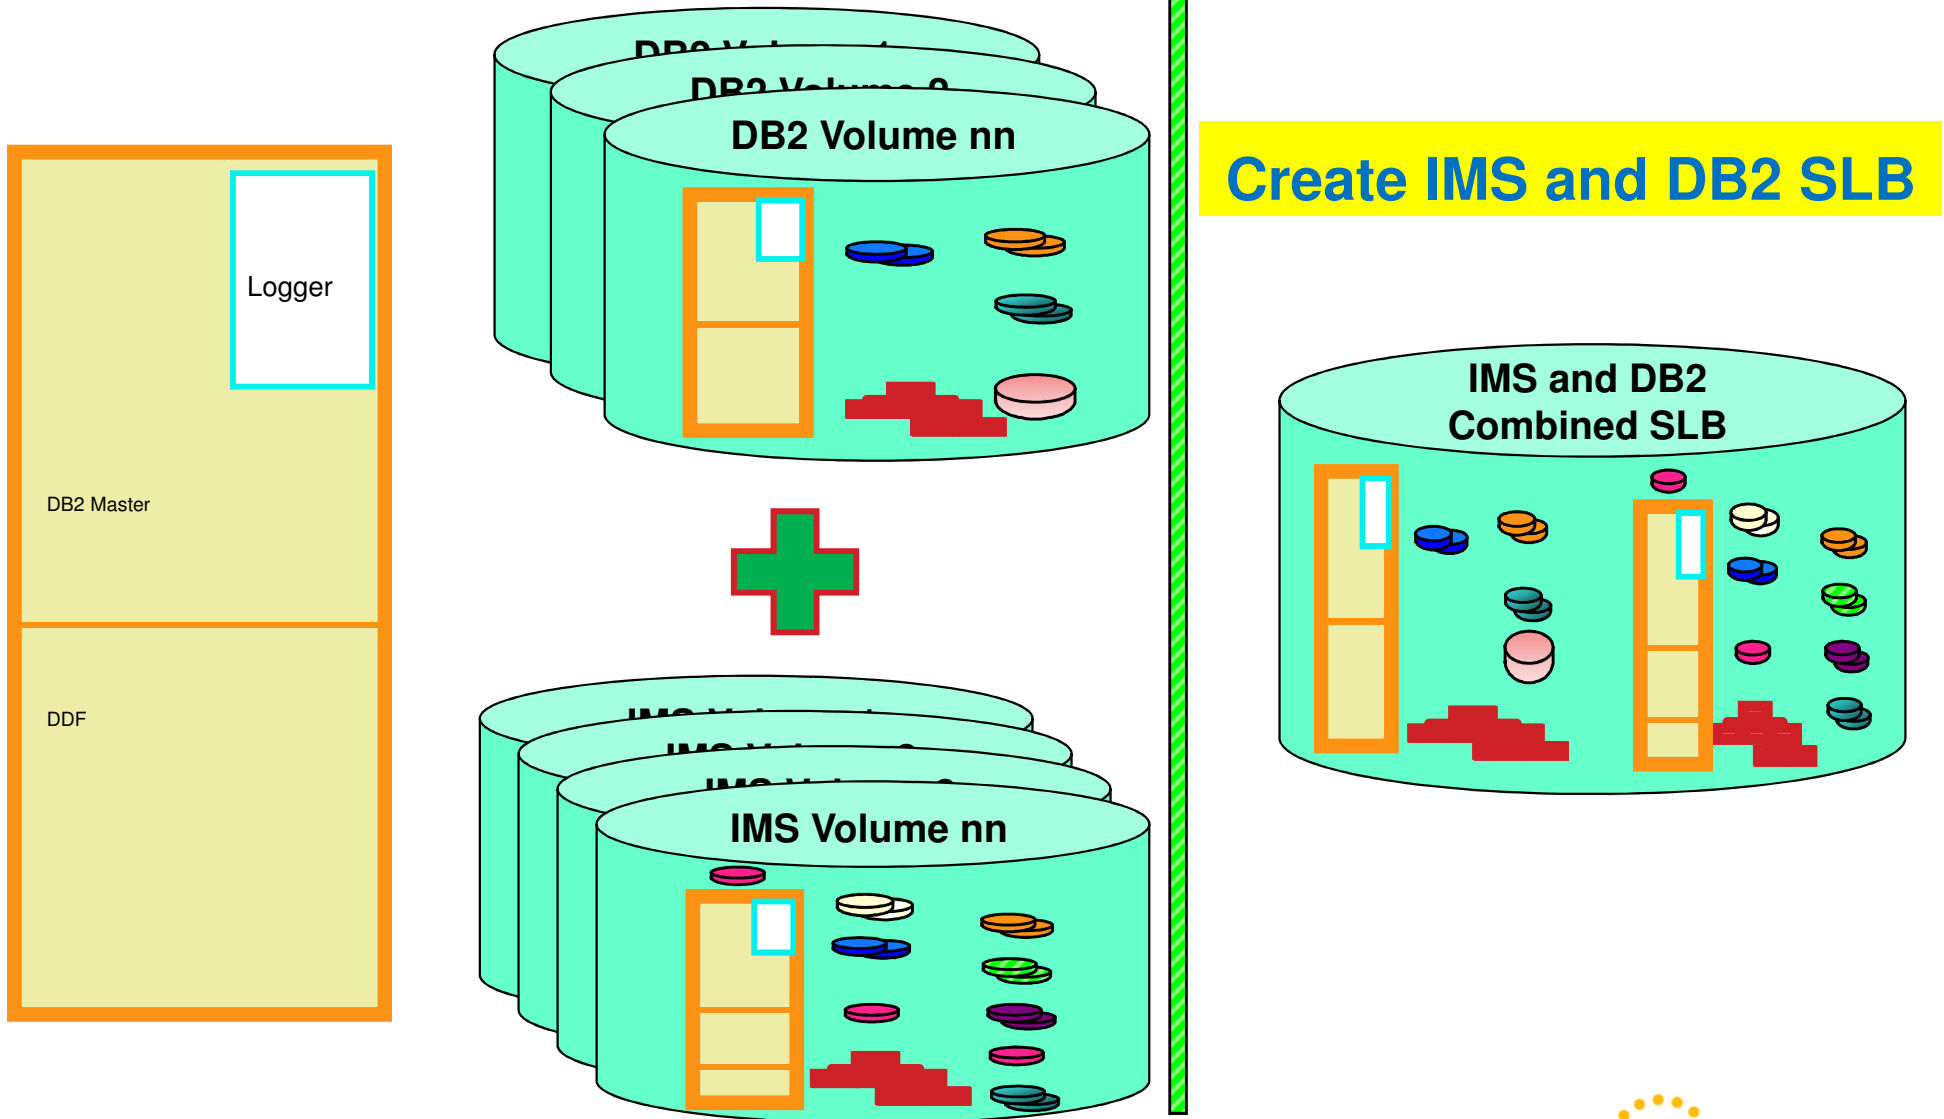 Logger
DB2 Master
DDF
DB2 Volume nn
IMS Volume nn
Create IMS and DB2 SLB
IMS and DB2
Combined SLB